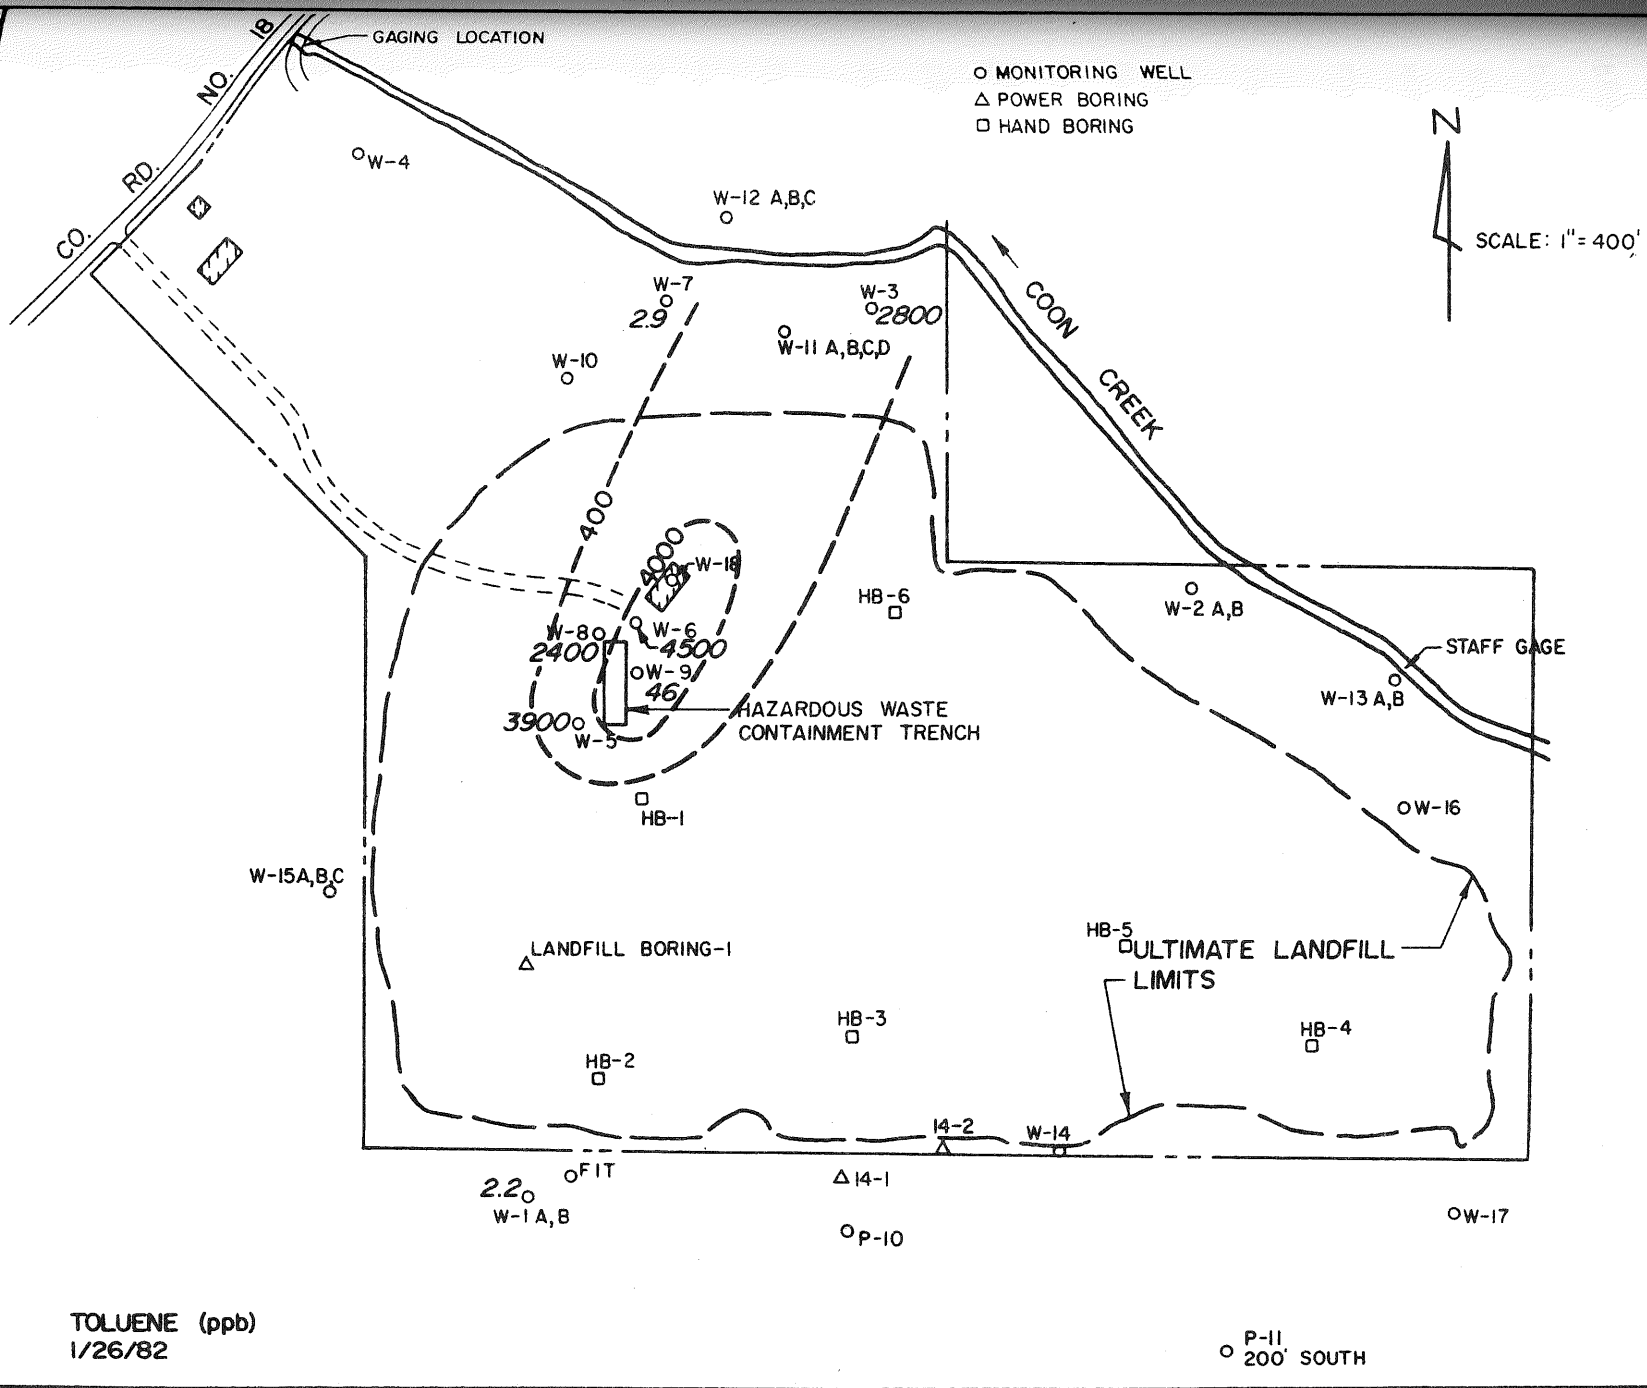 GAGING LOCATION
CO. RD. NO. 18
○ MONITORING WELL
△ POWER BORING
□ HAND BORING
N
SCALE: 1"=400'
W-4
W-12 A,B,C
COON CREEK
W-7
2.9
W-3
2800
W-11 A,B,C,D
W-10
400
4000
W-18
HB-6
W-2 A,B
W-8
2400
W-6
4500
STAFF GAGE
W-9
46
W-13 A,B
3900
W-5
HAZARDOUS WASTE
CONTAINMENT TRENCH
HB-1
W-16
W-15A,B,C
LANDFILL BORING-1
HB-5
ULTIMATE LANDFILL
LIMITS
HB-3
HB-4
HB-2
14-2
W-14
FIT
14-1
2.2
W-1 A,B
P-10
W-17
TOLUENE (ppb)
1/26/82
P-11
200' SOUTH